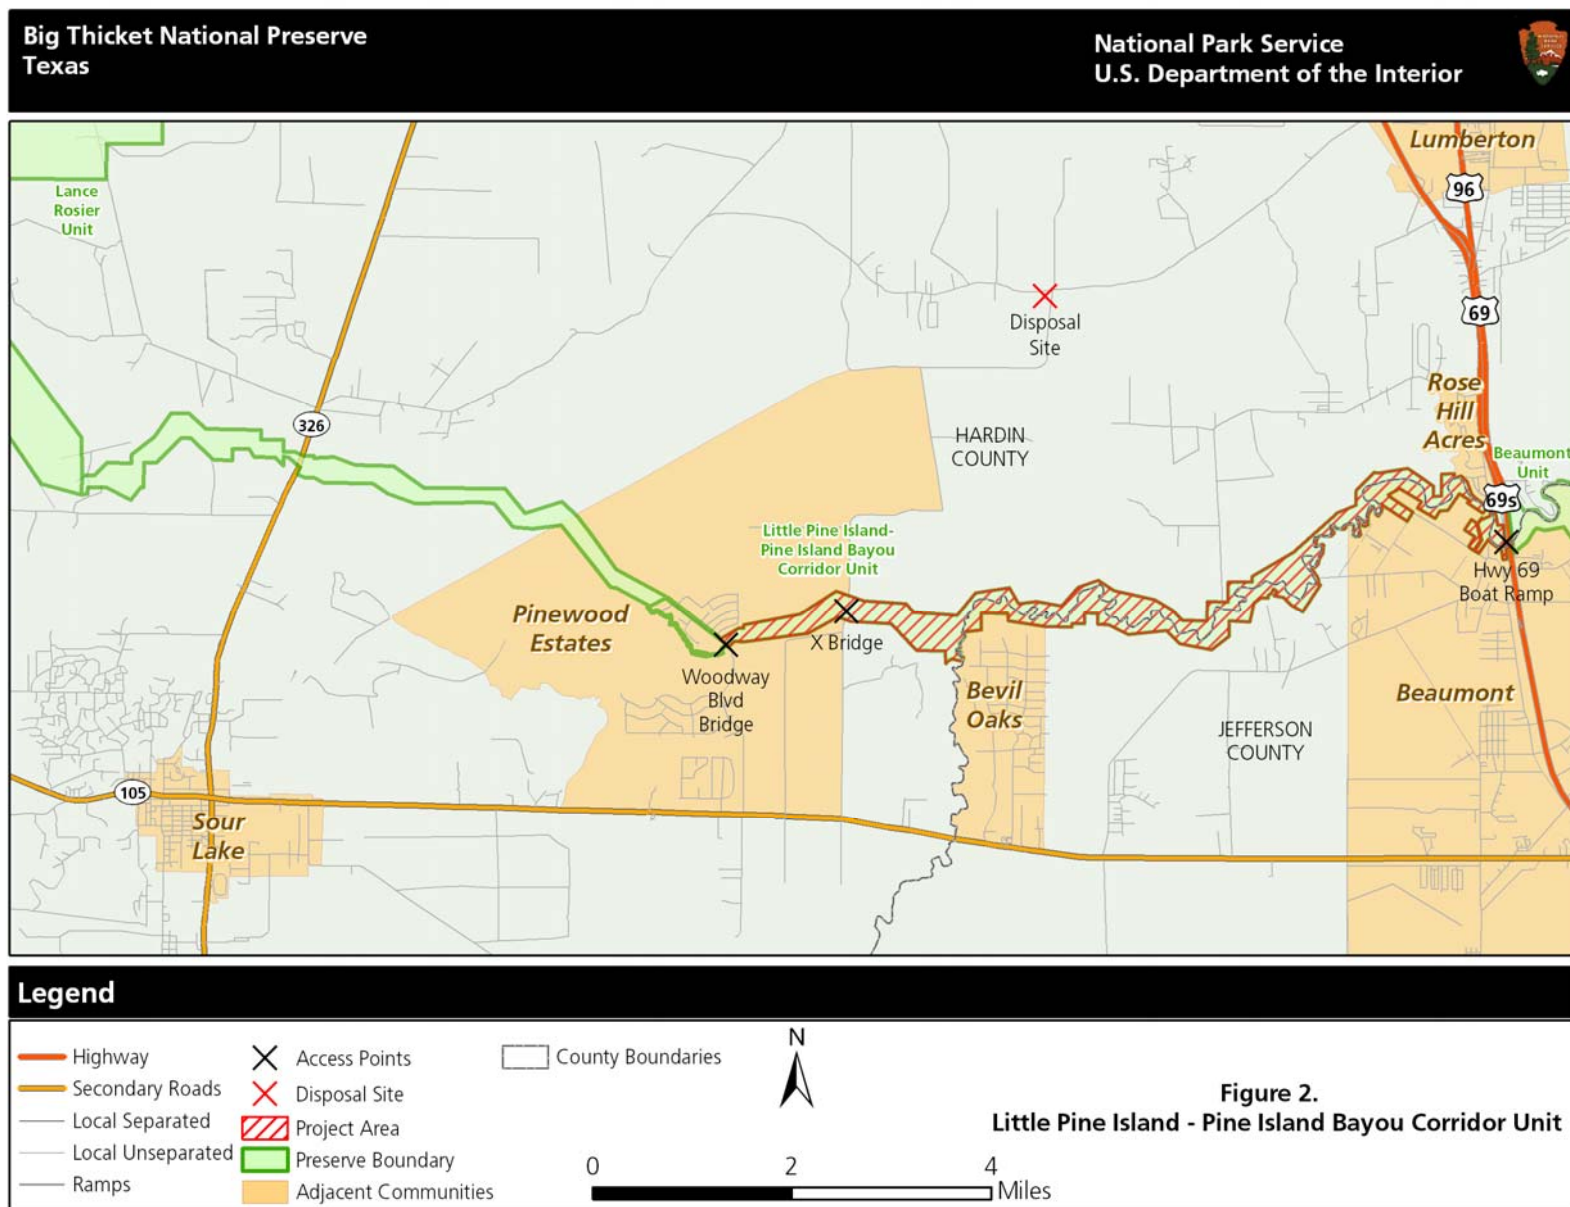 Big Thicket National Preserve
Texas
National Park Service
U.S. Department of the Interior
Lumberton
96
Lance
Rosier
Unit
69
Disposal
Site
Rose
Hill
Acres
326
HARDIN
COUNTY
Beaumont
Unit
69s
Little Pine Island-
Pine Island Bayou
Corridor Unit
Hwy 69
Boat Ramp
Pinewood
Estates
X Bridge
Woodway
Blvd
Bridge
Bevil
Oaks
Beaumont
JEFFERSON
COUNTY
105
Sour
Lake
Legend
Highway
Secondary Roads
Local Separated
Local Unseparated
Ramps
Access Points
Disposal Site
Project Area
Preserve Boundary
Adjacent Communities
County Boundaries
N
0 2 4
Miles
Figure 2.
Little Pine Island - Pine Island Bayou Corridor Unit